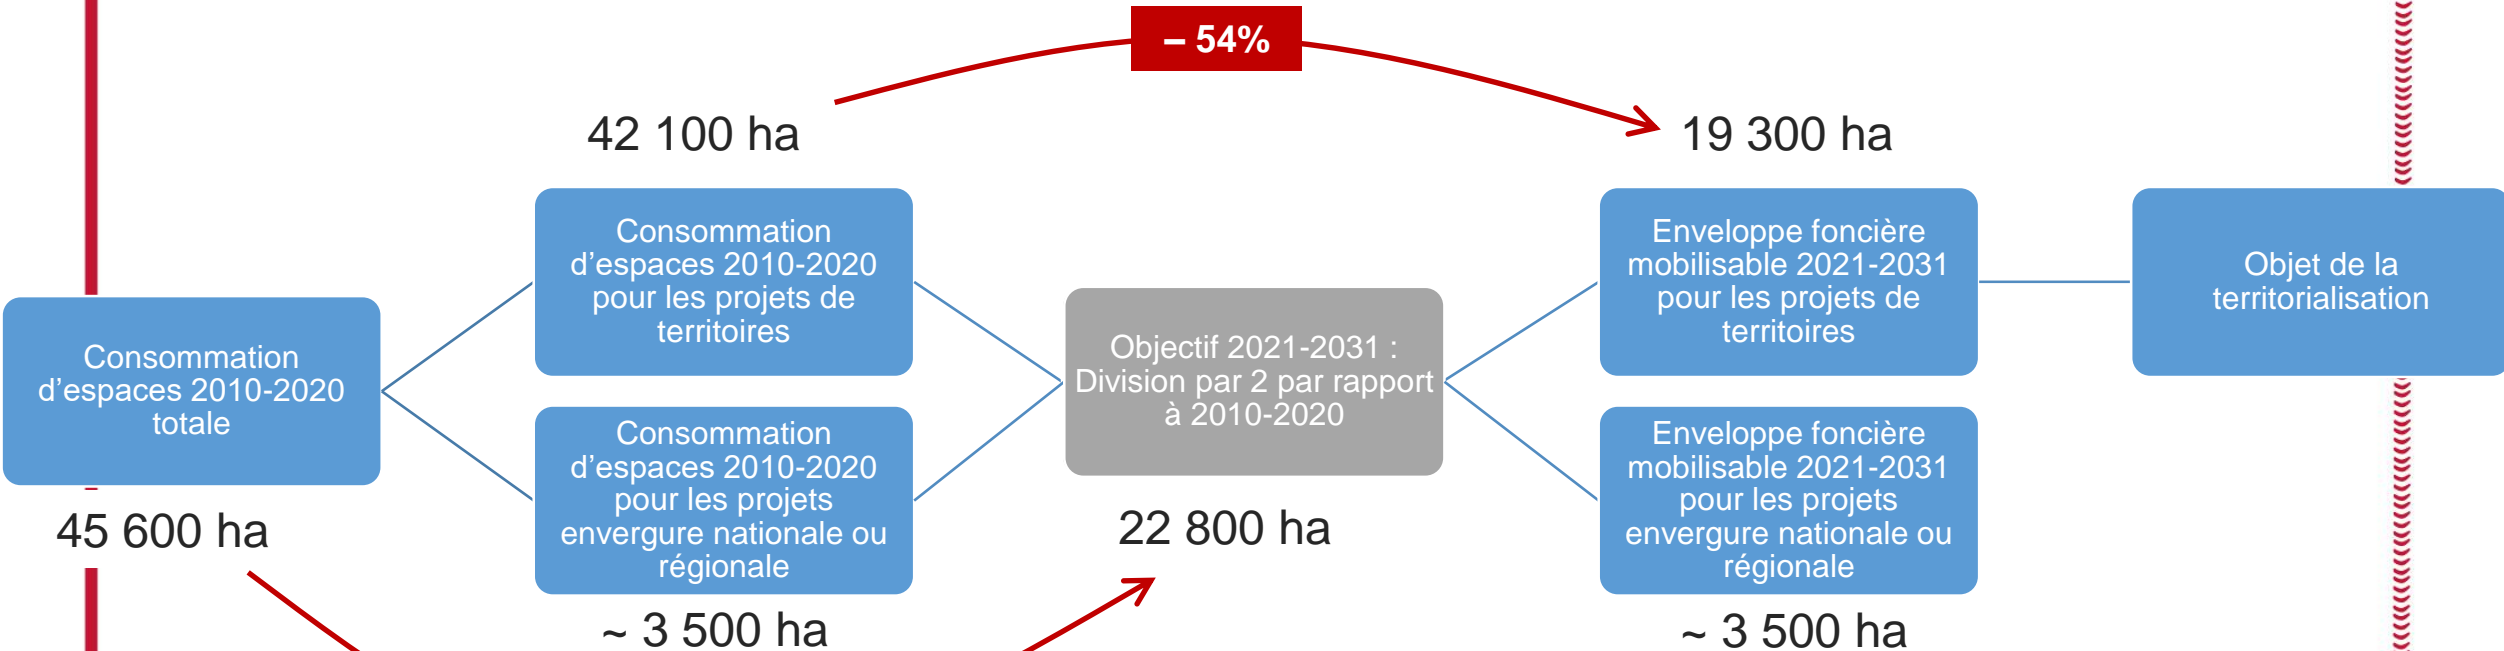 – 54%
42 100 ha
19 300 ha
Consommation
d’espaces 2010-2020
totale
45 600 ha
Consommation
d’espaces 2010-2020
pour les projets de
territoires
Consommation
d’espaces 2010-2020
pour les projets
envergure nationale ou
régionale
~ 3 500 ha
Objectif 2021-2031 :
Division par 2 par rapport
à 2010-2020
22 800 ha
Enveloppe foncière
mobilisable 2021-2031
pour les projets de
territoires
Enveloppe foncière
mobilisable 2021-2031
pour les projets
envergure nationale ou
régionale
~ 3 500 ha
Objet de la
territorialisation